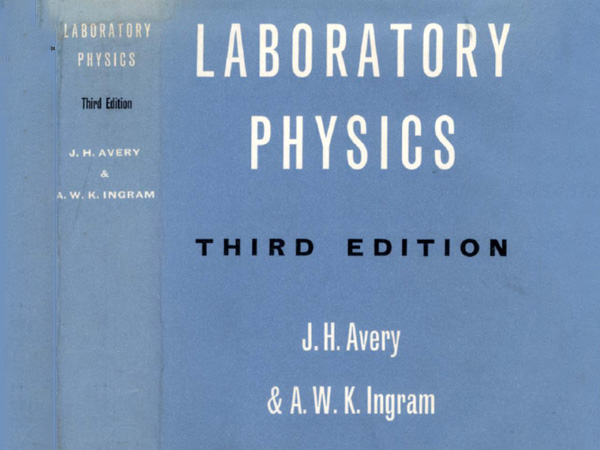 LABORATORY
PHYSICS
Third Edition
J. H. AVERY
&
A. W. K. INGRAM
LABORATORY
PHYSICS
THIRD EDITION
J. H. Avery
& A. W. K. Ingram